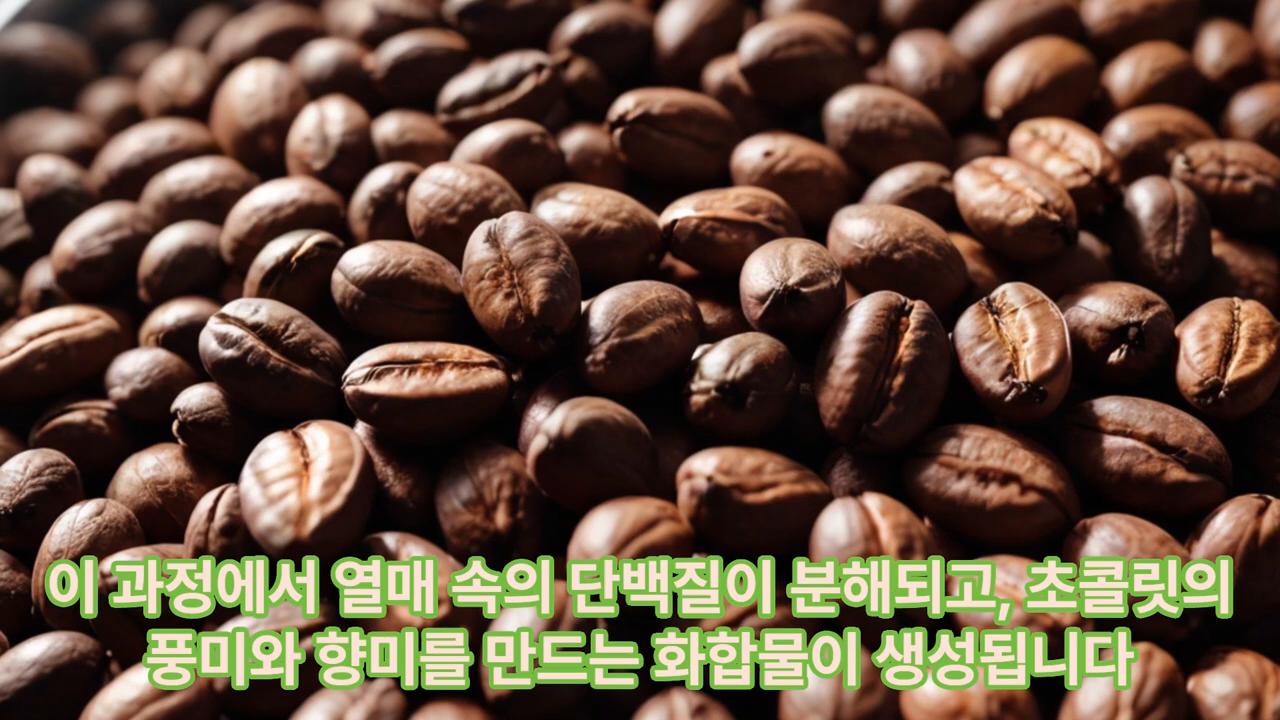 이 과정에서 열매 속의 단백질이 분해되고, 초콜릿의
풍미와 향미를 만드는 화합물이 생성됩니다